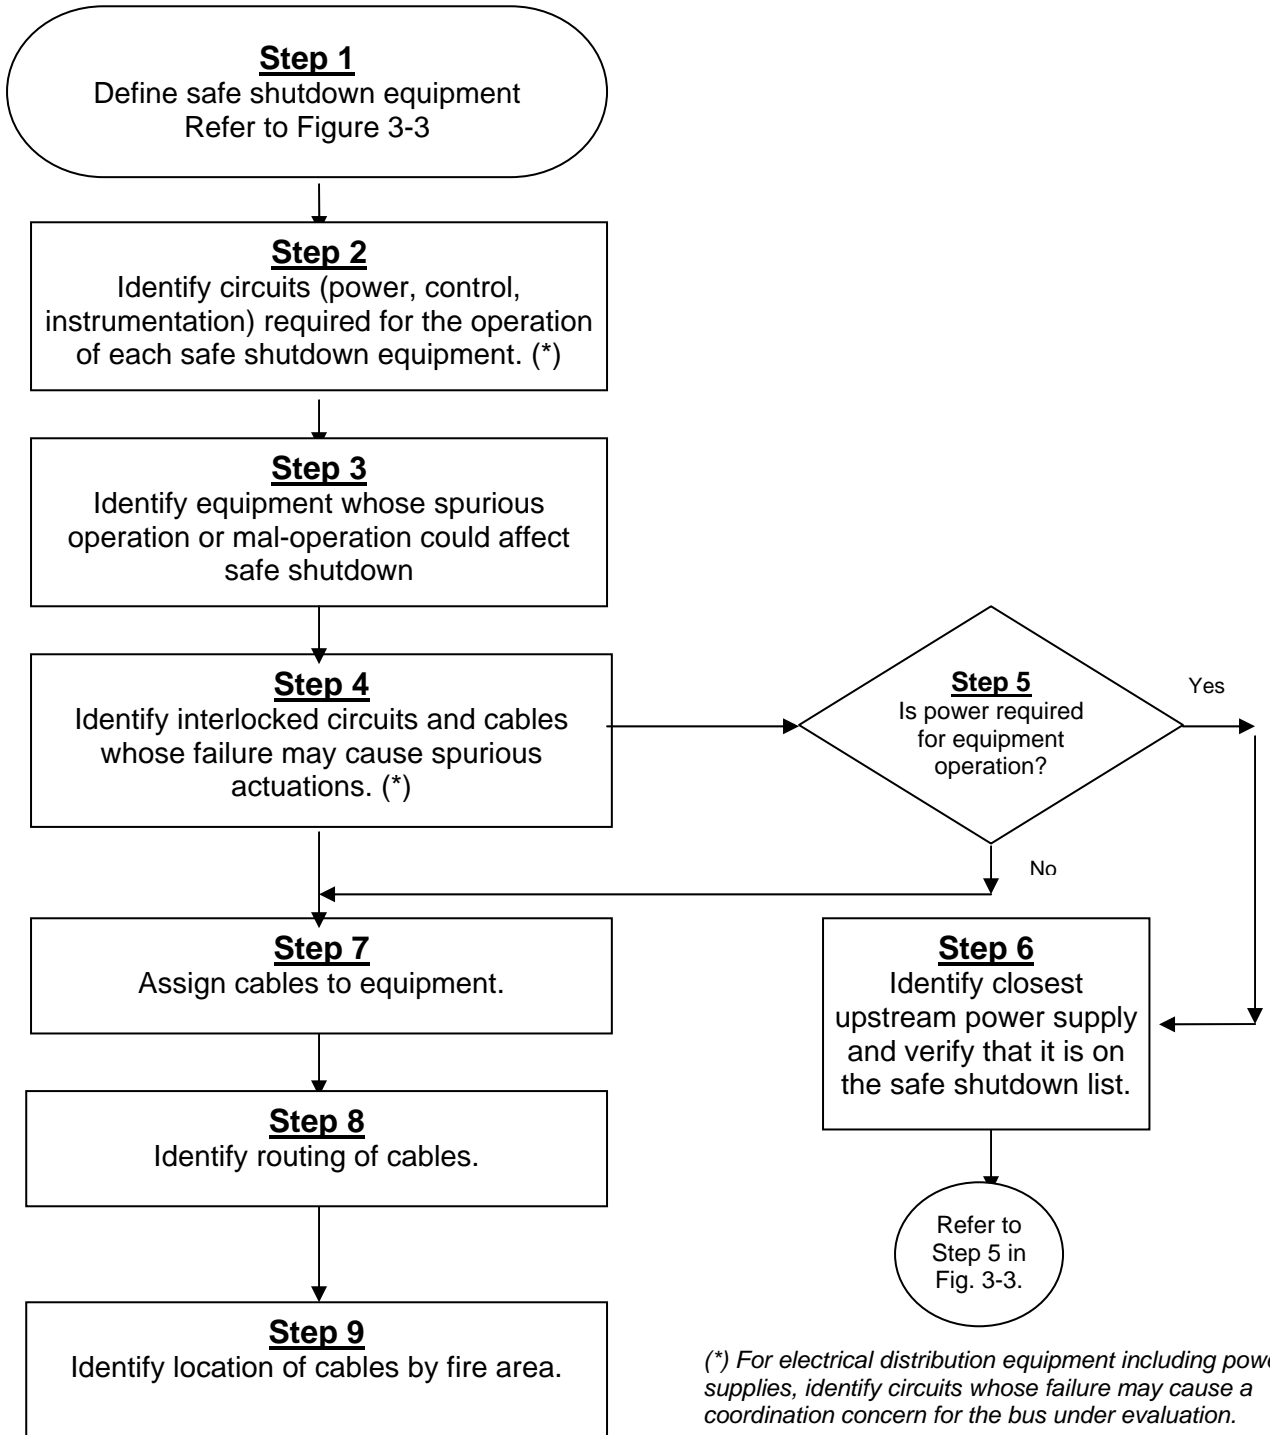 Step 1
Define safe shutdown equipment
Refer to Figure 3-3
Step 2
Identify circuits (power, control,
instrumentation) required for the operation
of each safe shutdown equipment. (*)
Step 3
Identify equipment whose spurious
operation or mal-operation could affect
safe shutdown
Step 4
Identify interlocked circuits and cables
whose failure may cause spurious
actuations. (*)
Step 5
Is power required
for equipment
operation?
Yes
No
Step 7
Assign cables to equipment.
Step 6
Identify closest
upstream power supply
and verify that it is on
the safe shutdown list.
Step 8
Identify routing of cables.
Refer to
Step 5 in
Fig. 3-3.
Step 9
Identify location of cables by fire area.
(*) For electrical distribution equipment including powe
supplies, identify circuits whose failure may cause a
coordination concern for the bus under evaluation.